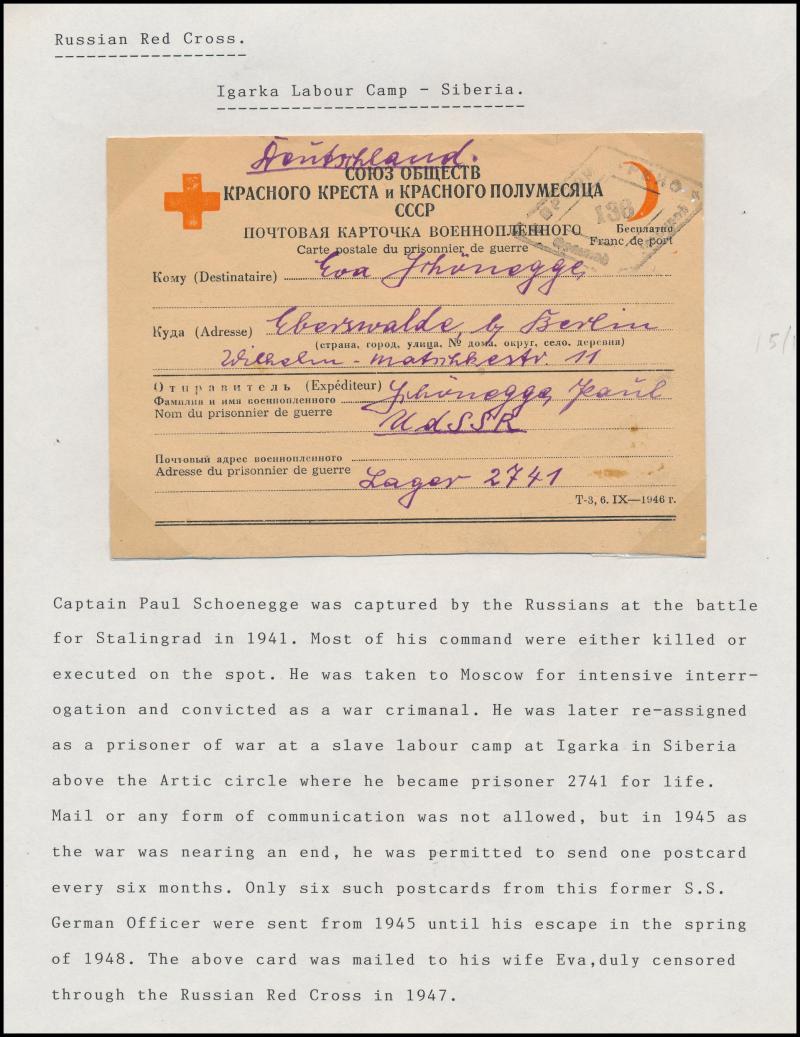 Russian Red Cross.
Igarka Labour Camp - Siberia.
Deutschland.
СОЮЗ ОБЩЕСТВ
КРАСНОГО КРЕСТА и КРАСНОГО ПОЛУМЕСЯЦА
СССР
ПОЧТОВАЯ КАРТОЧКА ВОЕННОПЛЕННОГО
Бесплатно
Carte postale du prisonnier de guerre
Franc de port
138
Кому (Destinataire) Eva Schönegge
Куда (Adresse) Eberswalde, b. Berlin
(страна, город, улица, № дома, округ, село, деревня)
Wilhelm-Matschkestr. 11
Отправитель (Expéditeur)
Фамилия и имя военнопленного Schönegge, Paul
Nom du prisonnier de guerre
UdSSR
Почтовый адрес военнопленного
Adresse du prisonnier de guerre
Lager 2741
Т-3, 6. IX—1946 г.
15/
Captain Paul Schoenegge was captured by the Russians at the battle
for Stalingrad in 1941. Most of his command were either killed or
executed on the spot. He was taken to Moscow for intensive interr-
ogation and convicted as a war crimanal. He was later re-assigned
as a prisoner of war at a slave labour camp at Igarka in Siberia
above the Artic circle where he became prisoner 2741 for life.
Mail or any form of communication was not allowed, but in 1945 as
the war was nearing an end, he was permitted to send one postcard
every six months. Only six such postcards from this former S.S.
German Officer were sent from 1945 until his escape in the spring
of 1948. The above card was mailed to his wife Eva,duly censored
through the Russian Red Cross in 1947.